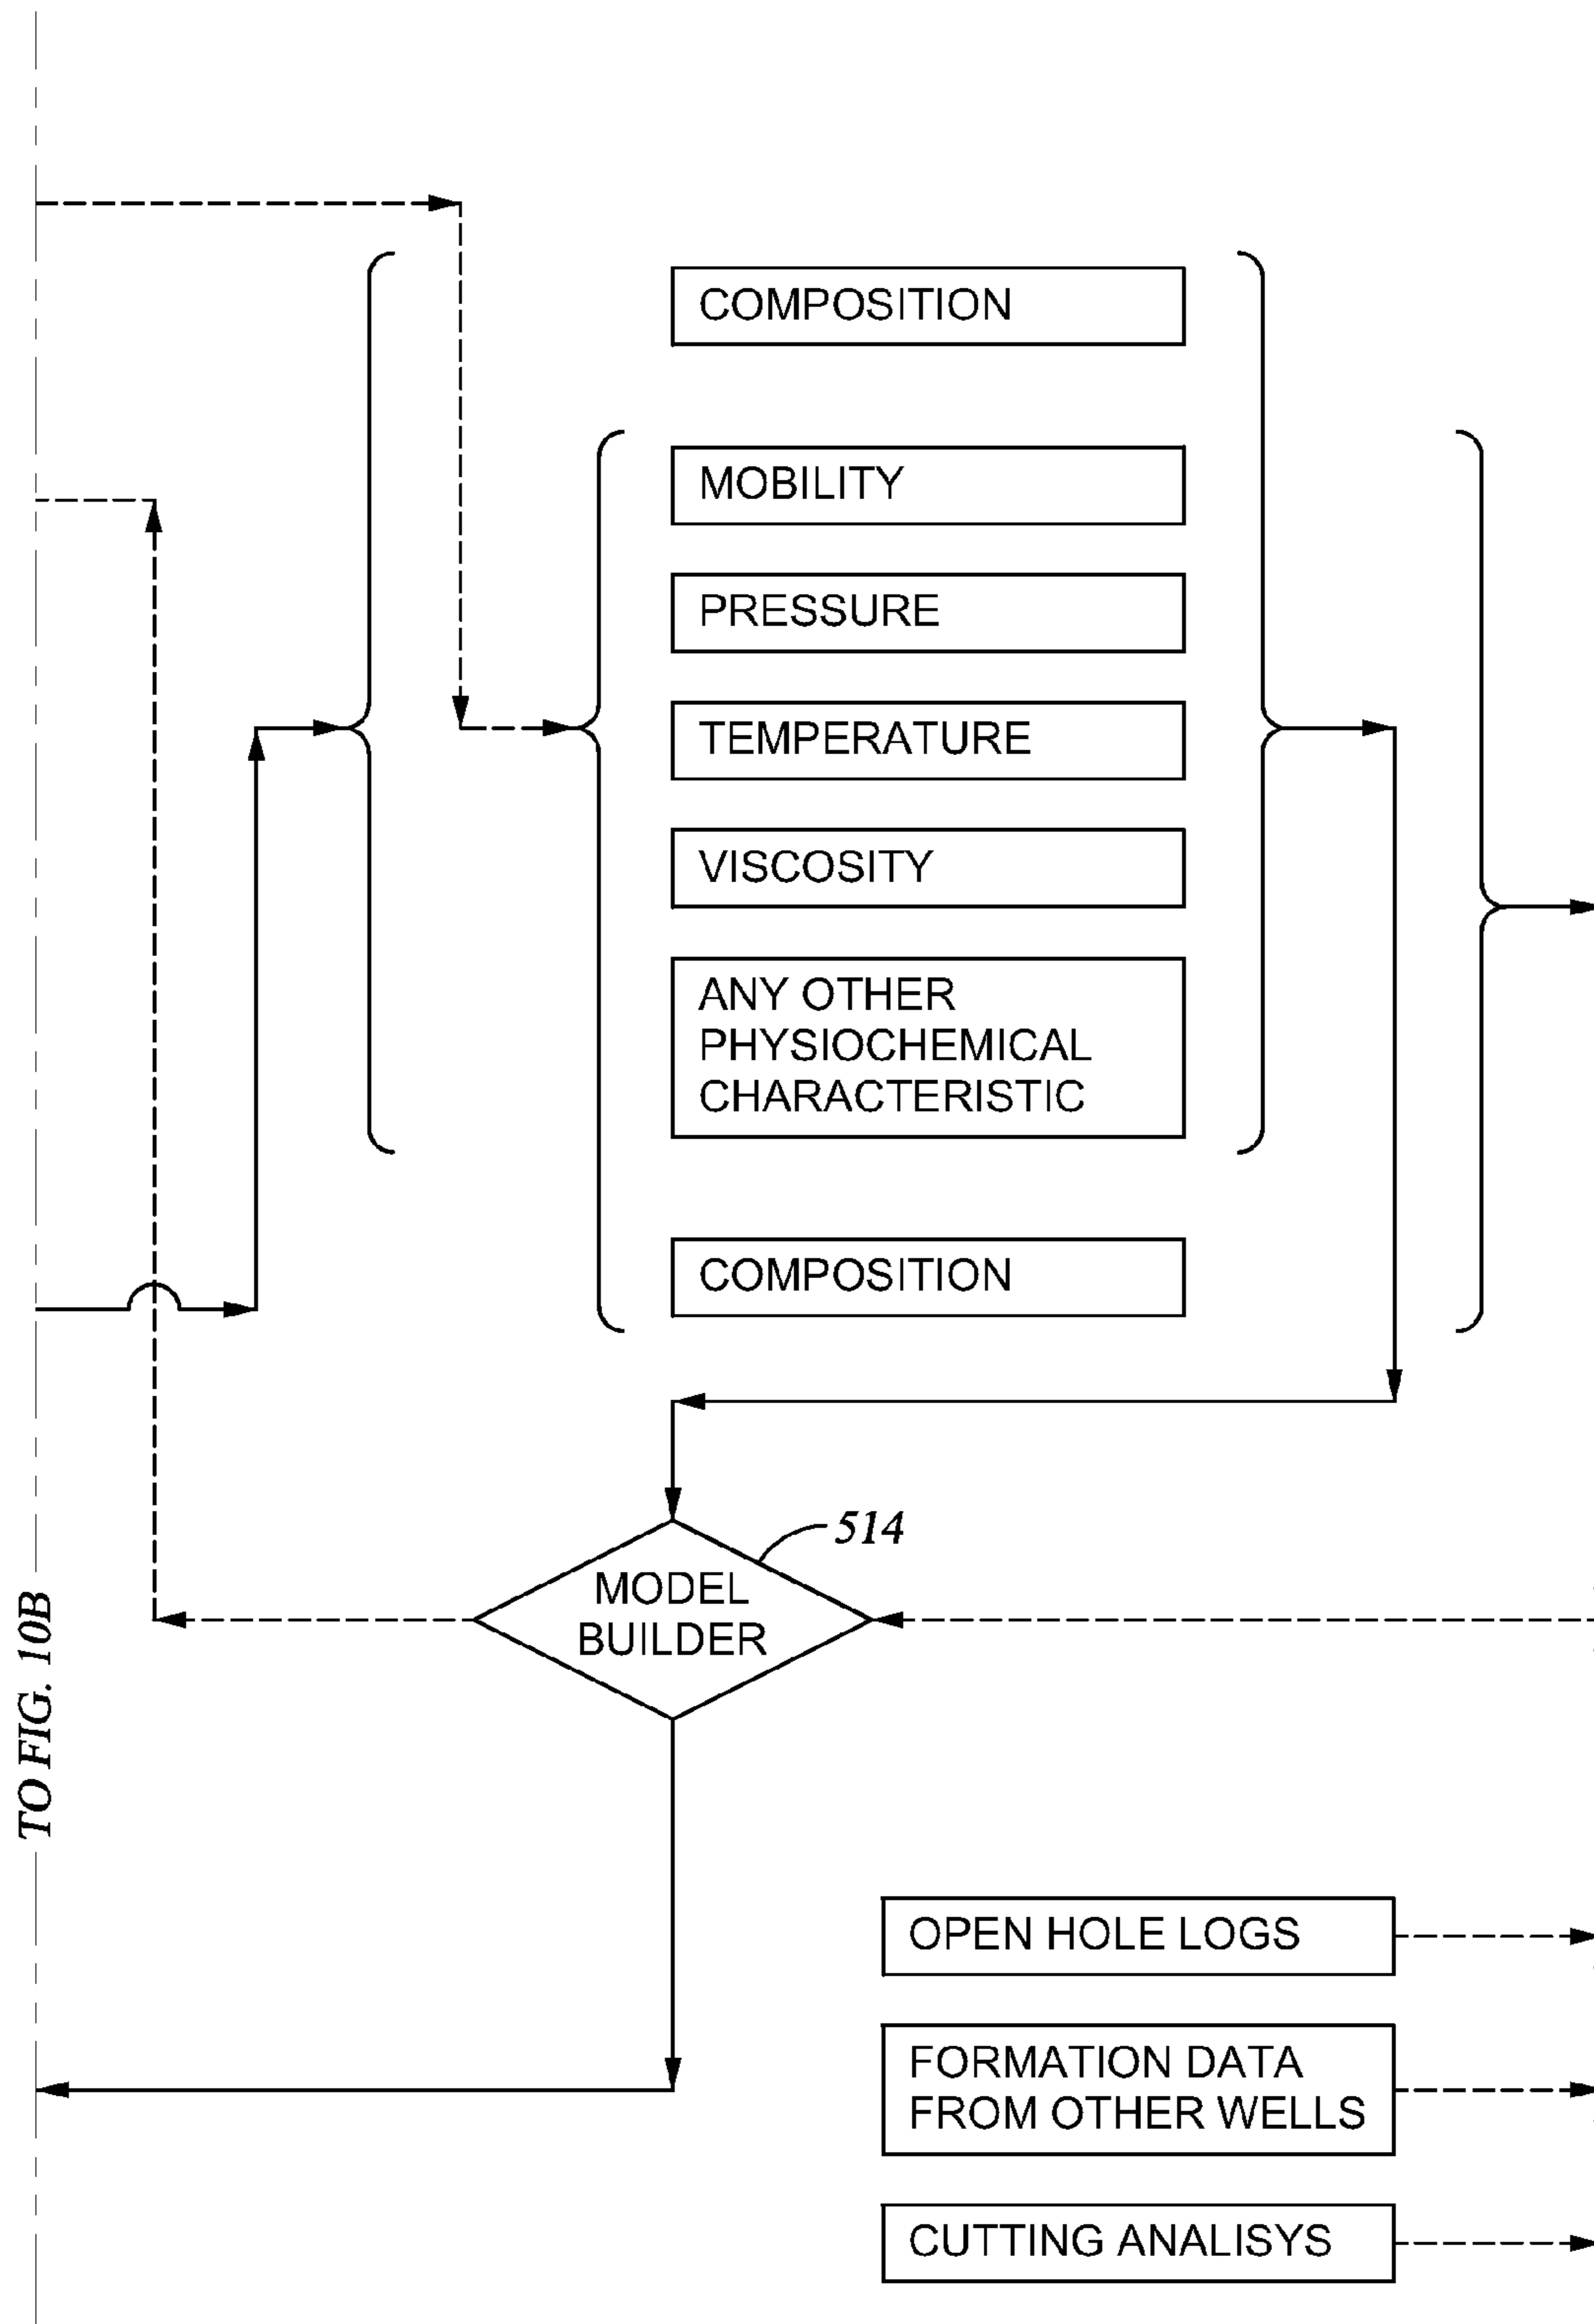 COMPOSITION
MOBILITY
PRESSURE
TEMPERATURE
VISCOSITY
ANY OTHER
PHYSIOCHEMICAL
CHARACTERISTIC
COMPOSITION
514
MODEL
BUILDER
TO FIG. 10B
OPEN HOLE LOGS
FORMATION DATA
FROM OTHER WELLS
CUTTING ANALISYS